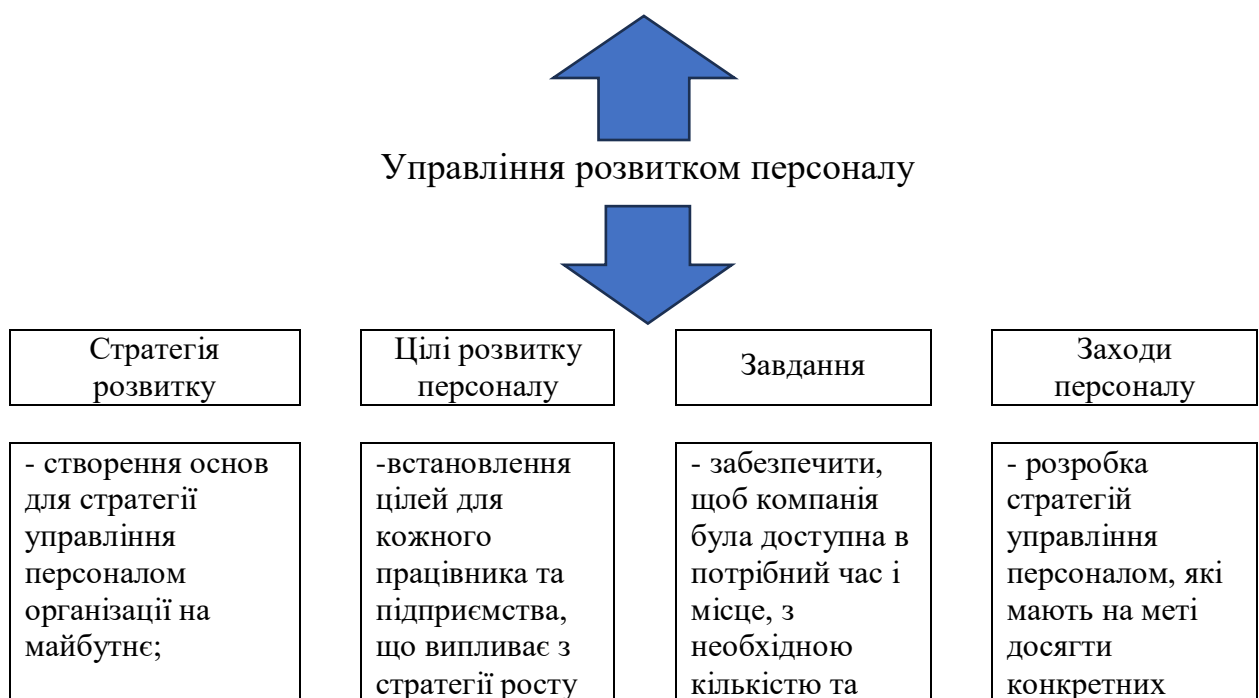 Управління розвитком персоналу
Стратегія
розвитку
Цілі розвитку
персоналу
Завдання
Заходи
персоналу
- створення основ
для стратегії
управління
персоналом
організації на
майбутнє;
-встановлення
цілей для
кожного
працівника та
підприємства,
що випливає з
стратегії росту
- забезпечити,
щоб компанія
була доступна в
потрібний час і
місце, з
необхідною
кількістю та
- розробка
стратегій
управління
персоналом, які
мають на меті
досягти
конкретних